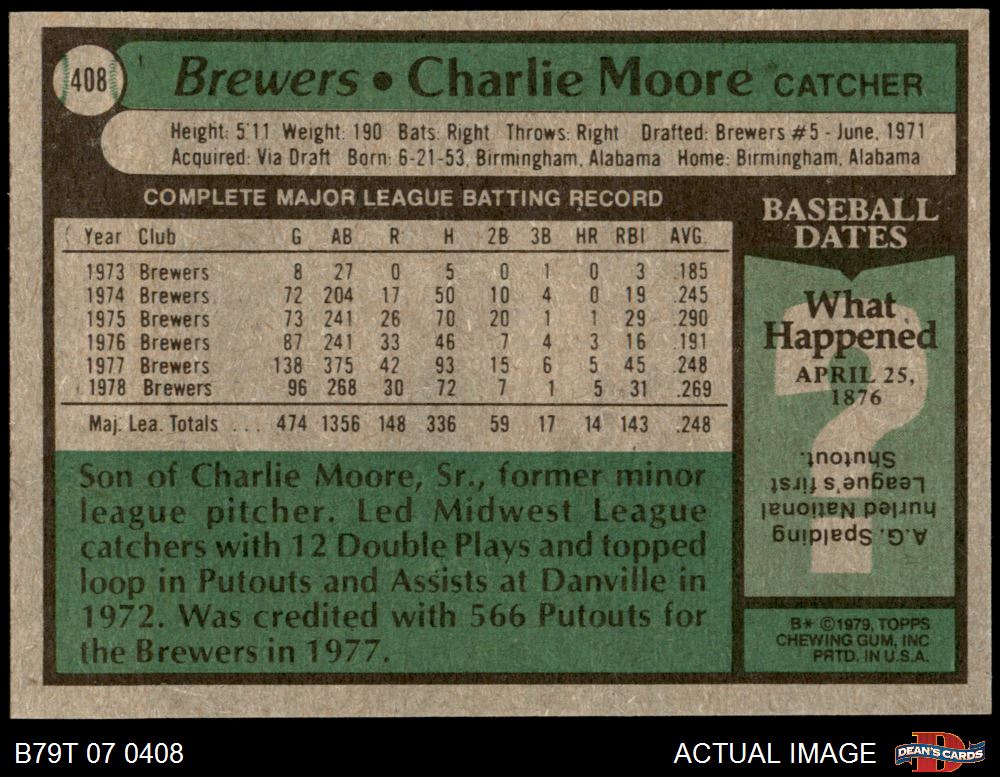 408
Brewers • Charlie Moore CATCHER
Height: 5'11 Weight: 190 Bats: Right Throws: Right Drafted: Brewers #5 - June, 1971
Acquired: Via Draft Born: 6-21-53, Birmingham, Alabama Home: Birmingham, Alabama
COMPLETE MAJOR LEAGUE BATTING RECORD
Year Club G AB R H 2B 3B HR RBI AVG.
1973 Brewers 8 27 0 5 0 1 0 3 .185
1974 Brewers 72 204 17 50 10 4 0 19 .245
1975 Brewers 73 241 26 70 20 1 1 29 .290
1976 Brewers 87 241 33 46 7 4 3 16 .191
1977 Brewers 138 375 42 93 15 6 5 45 .248
1978 Brewers 96 268 30 72 7 1 5 31 .269
Maj. Lea. Totals ... 474 1356 148 336 59 17 14 143 .248
Son of Charlie Moore, Sr., former minor
league pitcher. Led Midwest League
catchers with 12 Double Plays and topped
loop in Putouts and Assists at Danville in
1972. Was credited with 566 Putouts for
the Brewers in 1977.
BASEBALL
DATES
What
Happened
APRIL 25,
1876
?
A.G. Spalding
hurled National
League's first
Shutout.
B* ©1979, TOPPS
CHEWING GUM, INC
PRTD. IN U.S.A.
B79T 07 0408
ACTUAL IMAGE
D
DEAN'S CARDS